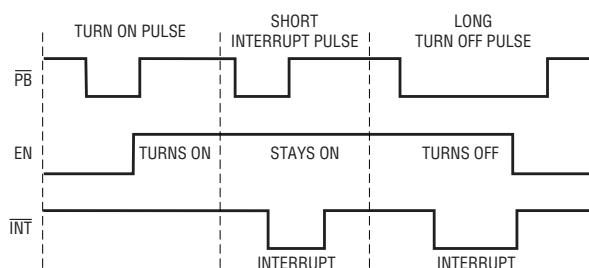 TURN ON PULSE
SHORT
INTERRUPT PULSE
LONG
TURN OFF PULSE
PB
EN
TURNS ON
STAYS ON
TURNS OFF
INT
INTERRUPT
INTERRUPT